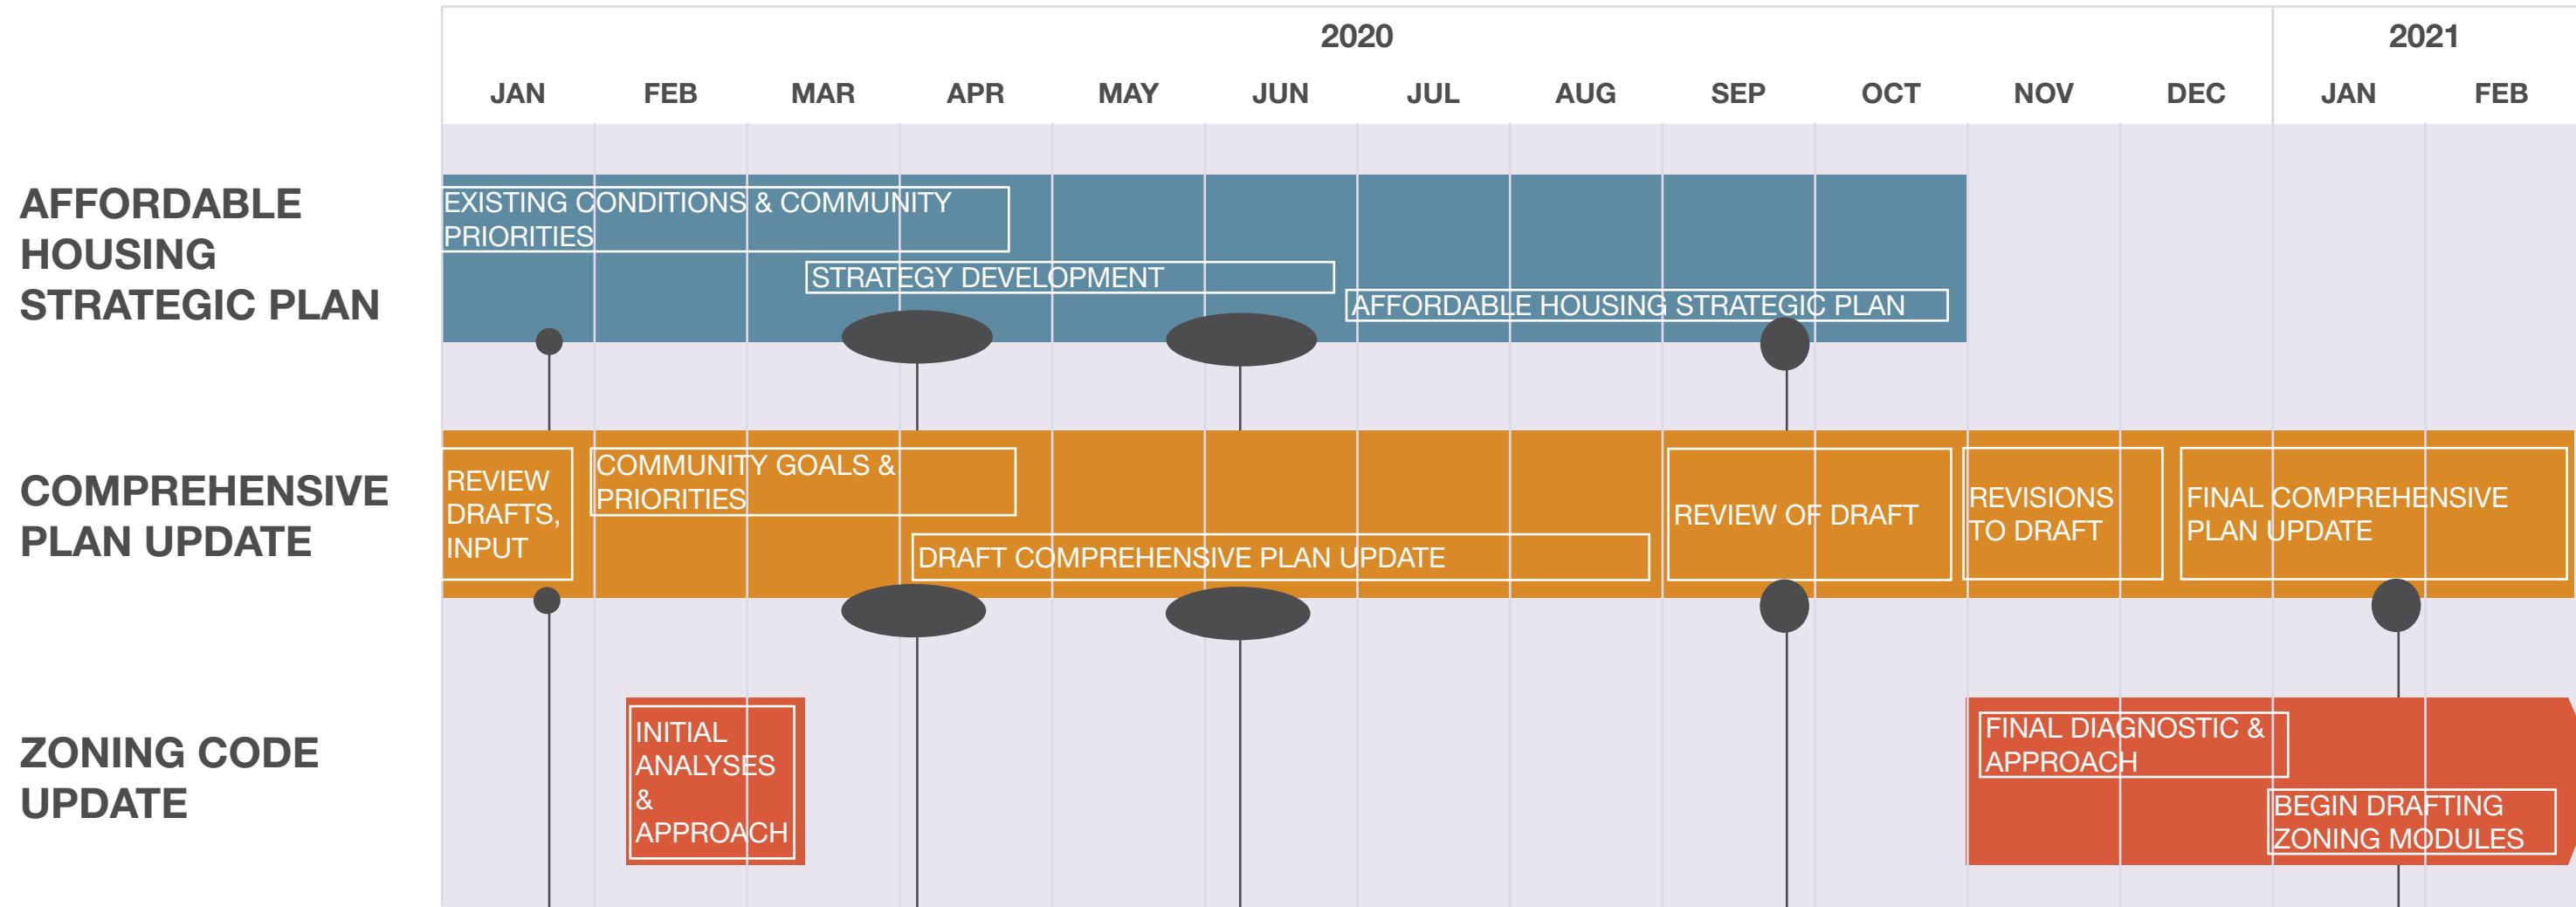 2020
2021
JAN FEB MAR APR MAY JUN JUL AUG SEP OCT NOV DEC JAN FEB
AFFORDABLE
HOUSING
STRATEGIC PLAN
EXISTING CONDITIONS & COMMUNITY
PRIORITIES
STRATEGY DEVELOPMENT
AFFORDABLE HOUSING STRATEGIC PLAN
COMPREHENSIVE
PLAN UPDATE
REVIEW
DRAFTS,
INPUT
COMMUNITY GOALS &
PRIORITIES
DRAFT COMPREHENSIVE PLAN UPDATE
REVIEW OF DRAFT
REVISIONS
TO DRAFT
FINAL COMPREHENSIVE
PLAN UPDATE
ZONING CODE
UPDATE
INITIAL
ANALYSES
&
APPROACH
FINAL DIAGNOSTIC &
APPROACH
BEGIN DRAFTING
ZONING MODULES